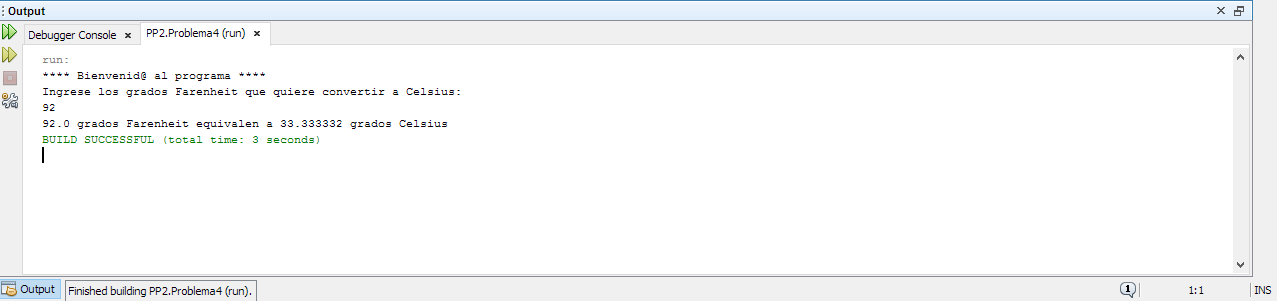 Output
Debugger Console
PP2.Problema4 (run)
run:
**** Bienvenid@ al programa ****
Ingrese los grados Farenheit que quiere convertir a Celsius:
92
92.0 grados Farenheit equivalen a 33.333332 grados Celsius
BUILD SUCCESSFUL (total time: 3 seconds)
Output
Finished building PP2.Problema4 (run).
1
1:1
INS